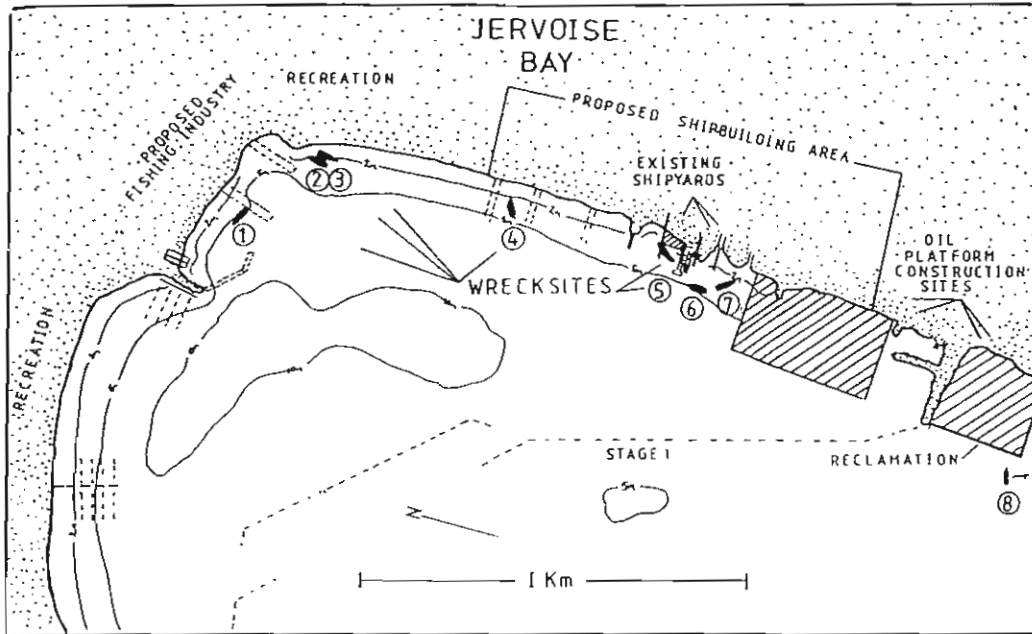 JERVOISE
BAY
RECREATION
PROPOSED
FISHING INDUSTRY
PROPOSED SHIPBUILDING AREA
EXISTING
SHIPYARDS
OIL
PLATFORM
CONSTRUCTION
SITES
② ③
①
④
WRECKSITES
⑤
⑥
⑦
RECREATION
STAGE 1
RECLAMATION
5m
⑧
N
1 Km